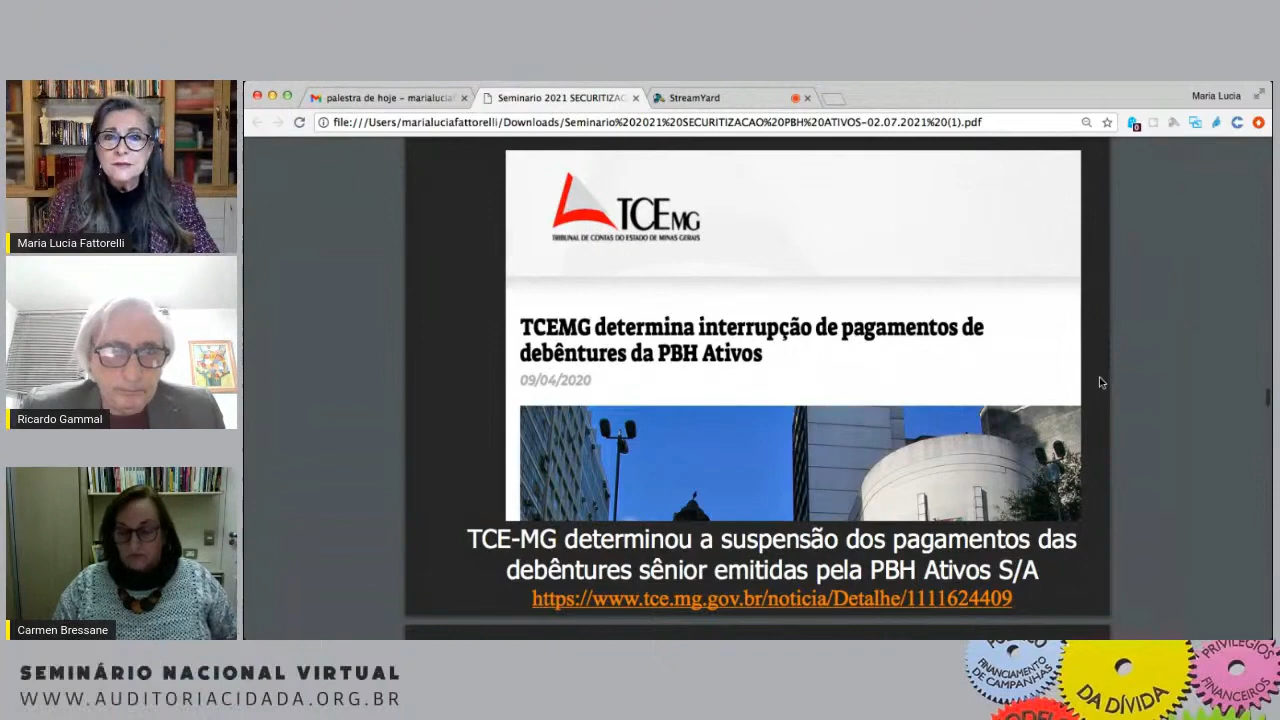 palestra de hoje – marialucia
Seminario 2021 SECURITIZAC
StreamYard
Maria Lucia
file:///Users/marialuciafattorelli/Downloads/Seminario%202021%20SECURITIZACAO%20PBH%20ATIVOS-02.07.2021%20(1).pdf
TCEMG
TRIBUNAL DE CONTAS DO ESTADO DE MINAS GERAIS
TCEMG determina interrupção de pagamentos de
debêntures da PBH Ativos
09/04/2020
TCE-MG determinou a suspensão dos pagamentos das
debêntures sênior emitidas pela PBH Ativos S/A
https://www.tce.mg.gov.br/noticia/Detalhe/1111624409
Maria Lucia Fattorelli
Ricardo Gammal
Carmen Bressane
SEMINÁRIO NACIONAL VIRTUAL
WWW.AUDITORIACIDADA.ORG.BR
FINANCIAMENTO
DE CAMPANHAS
DA DÍVIDA
PRIVILÉGIOS
FINANCEIROS